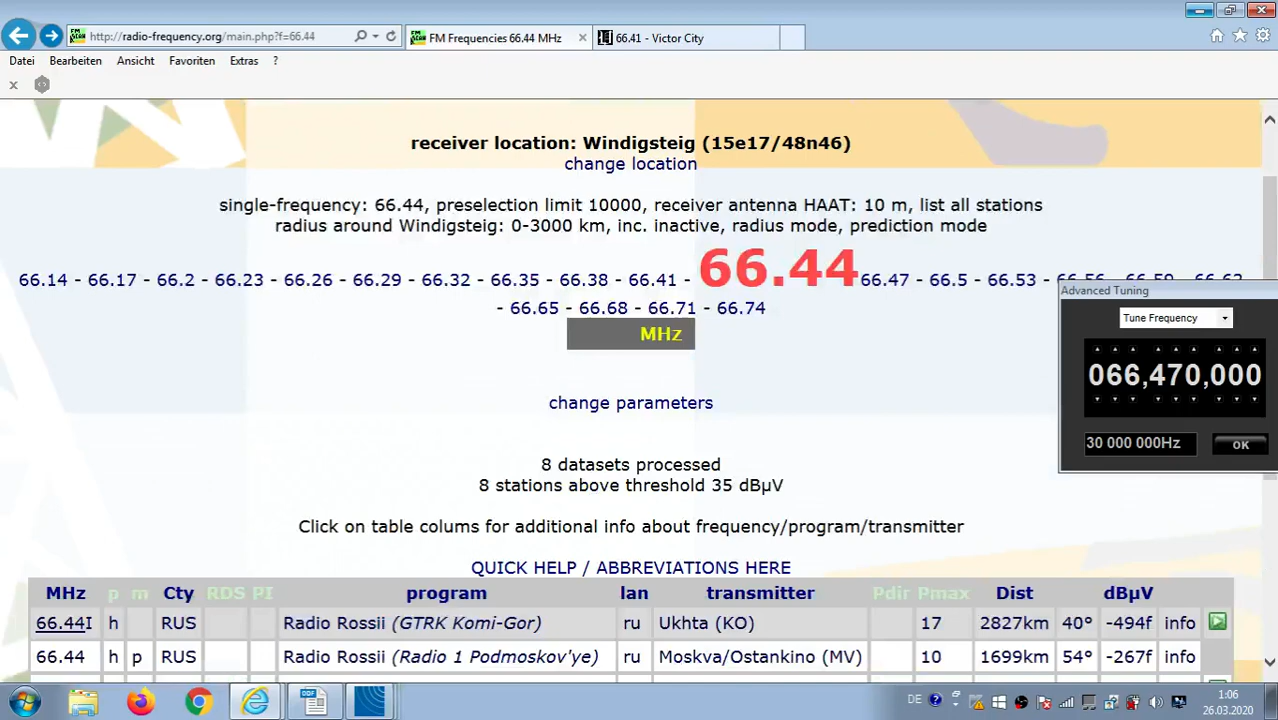 http://radio-frequency.org/main.php?f=66.44
FM Frequencies 66.44 MHz
66.41 - Victor City
Datei Bearbeiten Ansicht Favoriten Extras ?
receiver location: Windigsteig (15e17/48n46)
change location
single-frequency: 66.44, preselection limit 10000, receiver antenna HAAT: 10 m, list all stations
radius around Windigsteig: 0-3000 km, inc. inactive, radius mode, prediction mode
66.14 - 66.17 - 66.2 - 66.23 - 66.26 - 66.29 - 66.32 - 66.35 - 66.38 - 66.41 - 66.44 66.47 - 66.5 - 66.53 - 66.56 - 66.59 - 66.62
- 66.65 - 66.68 - 66.71 - 66.74
MHz
Advanced Tuning
Tune Frequency
066,470,000
30 000 000Hz OK
change parameters
8 datasets processed
8 stations above threshold 35 dBµV
Click on table colums for additional info about frequency/program/transmitter
QUICK HELP / ABBREVIATIONS HERE
MHz p m Cty RDS PI program lan transmitter Pdir Pmax Dist dBµV
66.44 h RUS Radio Rossii (GTRK Komi-Gor) ru Ukhta (KO) 17 2827km 40° -494f info
66.44 h p RUS Radio Rossii (Radio 1 Podmoskov'ye) ru Moskva/Ostankino (MV) 10 1699km 54° -267f info
DE
1:06
26.03.2020